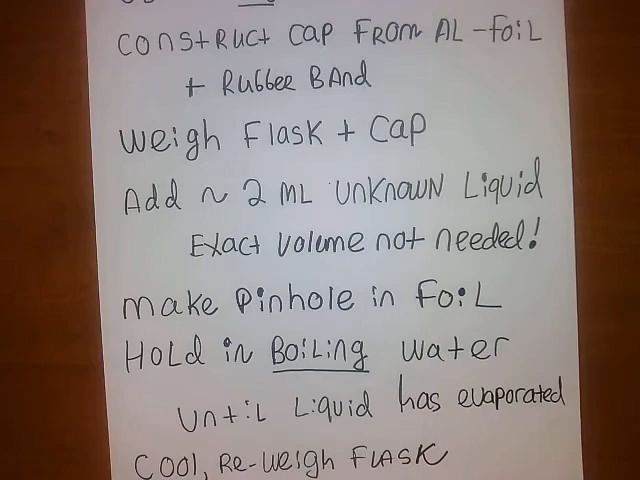 construct cap From AL-foiL
+ Rubber Band
weigh Flask + cap
Add ~ 2 mL unknown Liquid
Exact volume not needed!
make pinhole in FoiL
Hold in Boiling water
until Liquid has evaporated
Cool, Re-weigh Flask